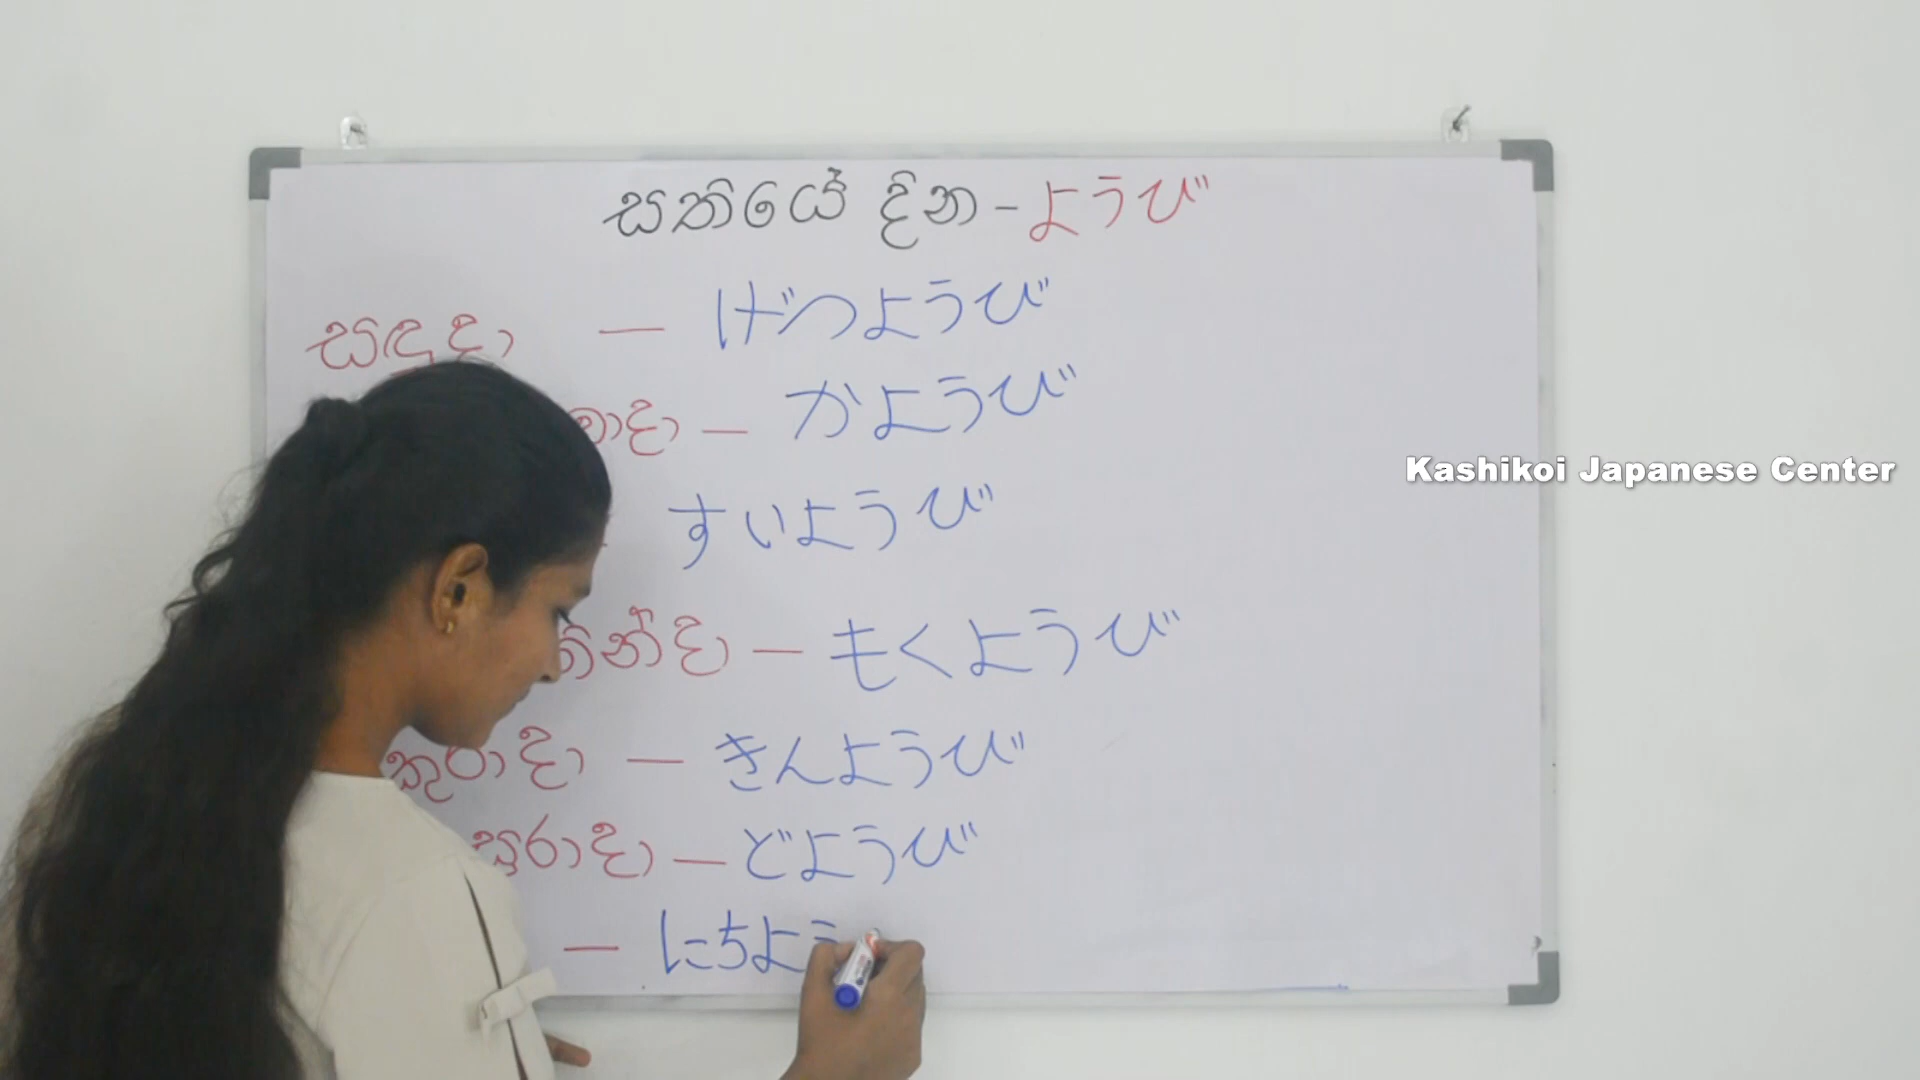 සතියේ දින - ようび
සඳුදා — げつようび
— かようび
すいようび
— もくようび
— きんようび
— どようび
— にちよう
Kashikoi Japanese Center